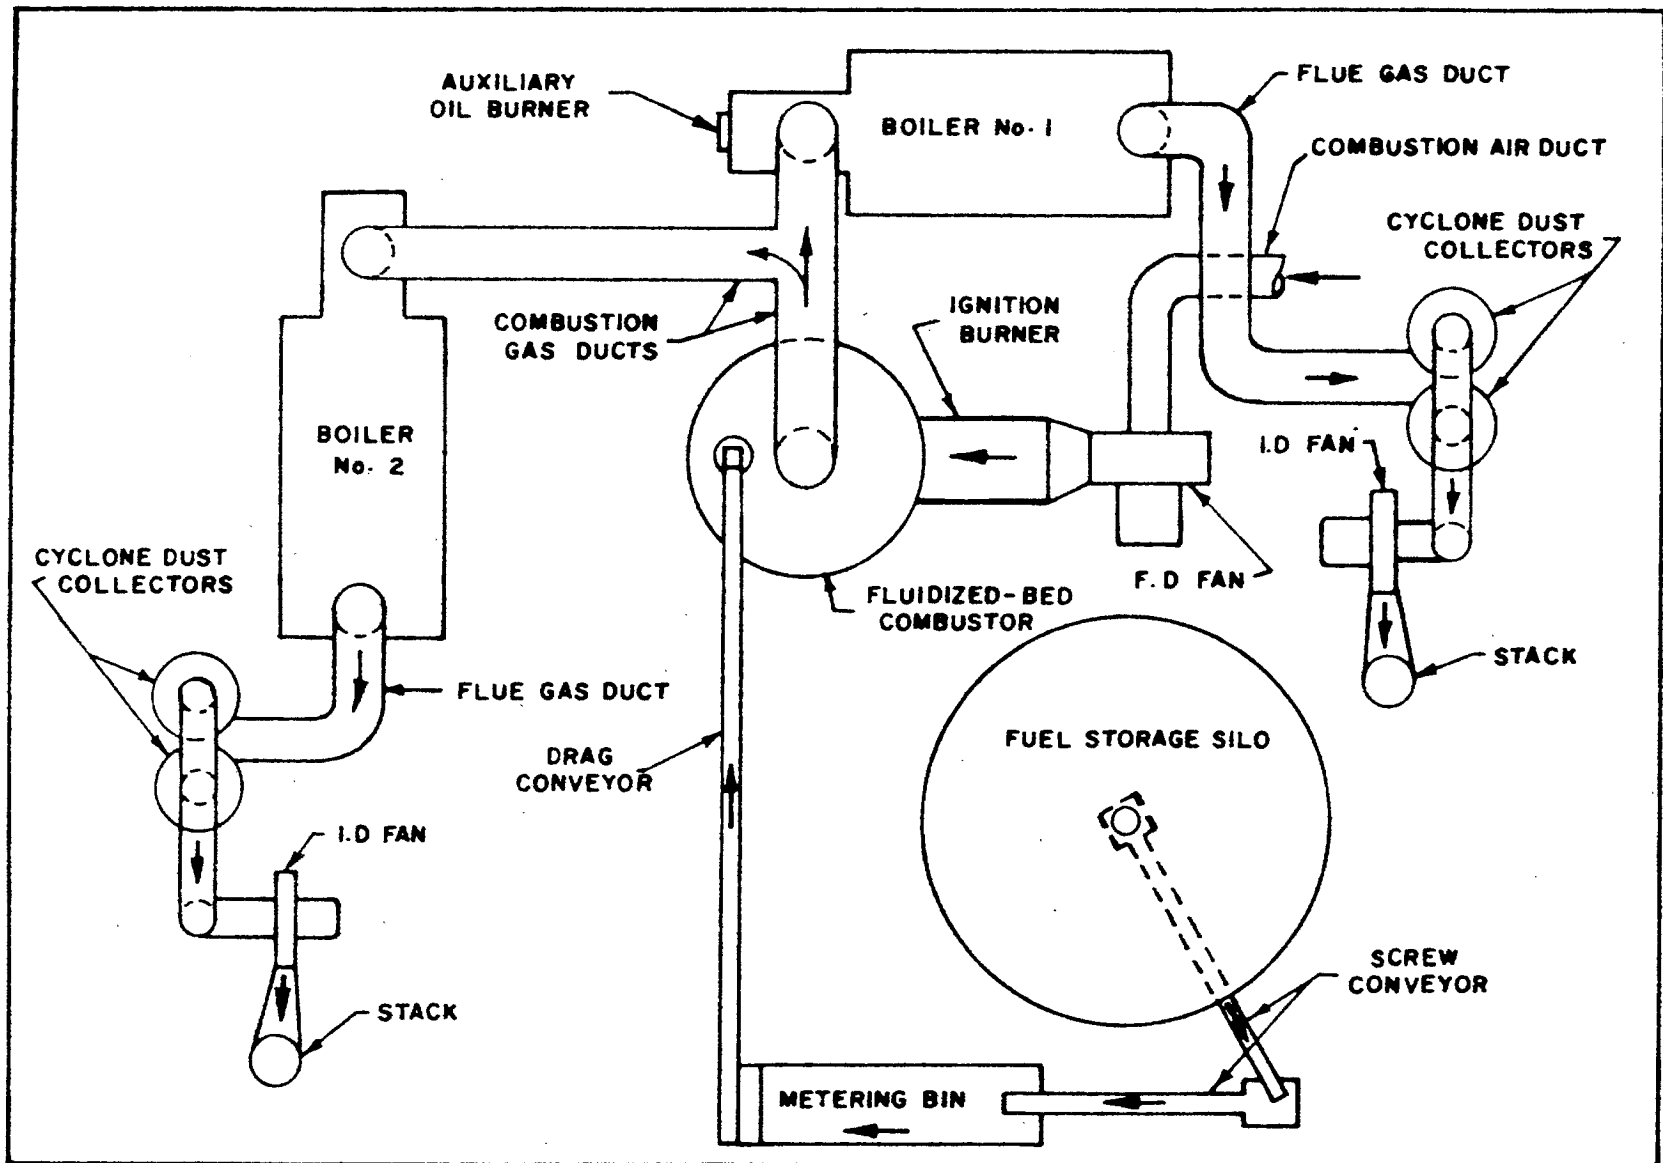 AUXILIARY
OIL BURNER
BOILER No. 1
FLUE GAS DUCT
COMBUSTION AIR DUCT
CYCLONE DUST
COLLECTORS
IGNITION
BURNER
COMBUSTION
GAS DUCTS
BOILER
No. 2
I.D FAN
CYCLONE DUST
COLLECTORS
F.D FAN
FLUIDIZED-BED
COMBUSTOR
STACK
FLUE GAS DUCT
DRAG
CONVEYOR
FUEL STORAGE SILO
I.D FAN
SCREW
CONVEYOR
STACK
METERING BIN